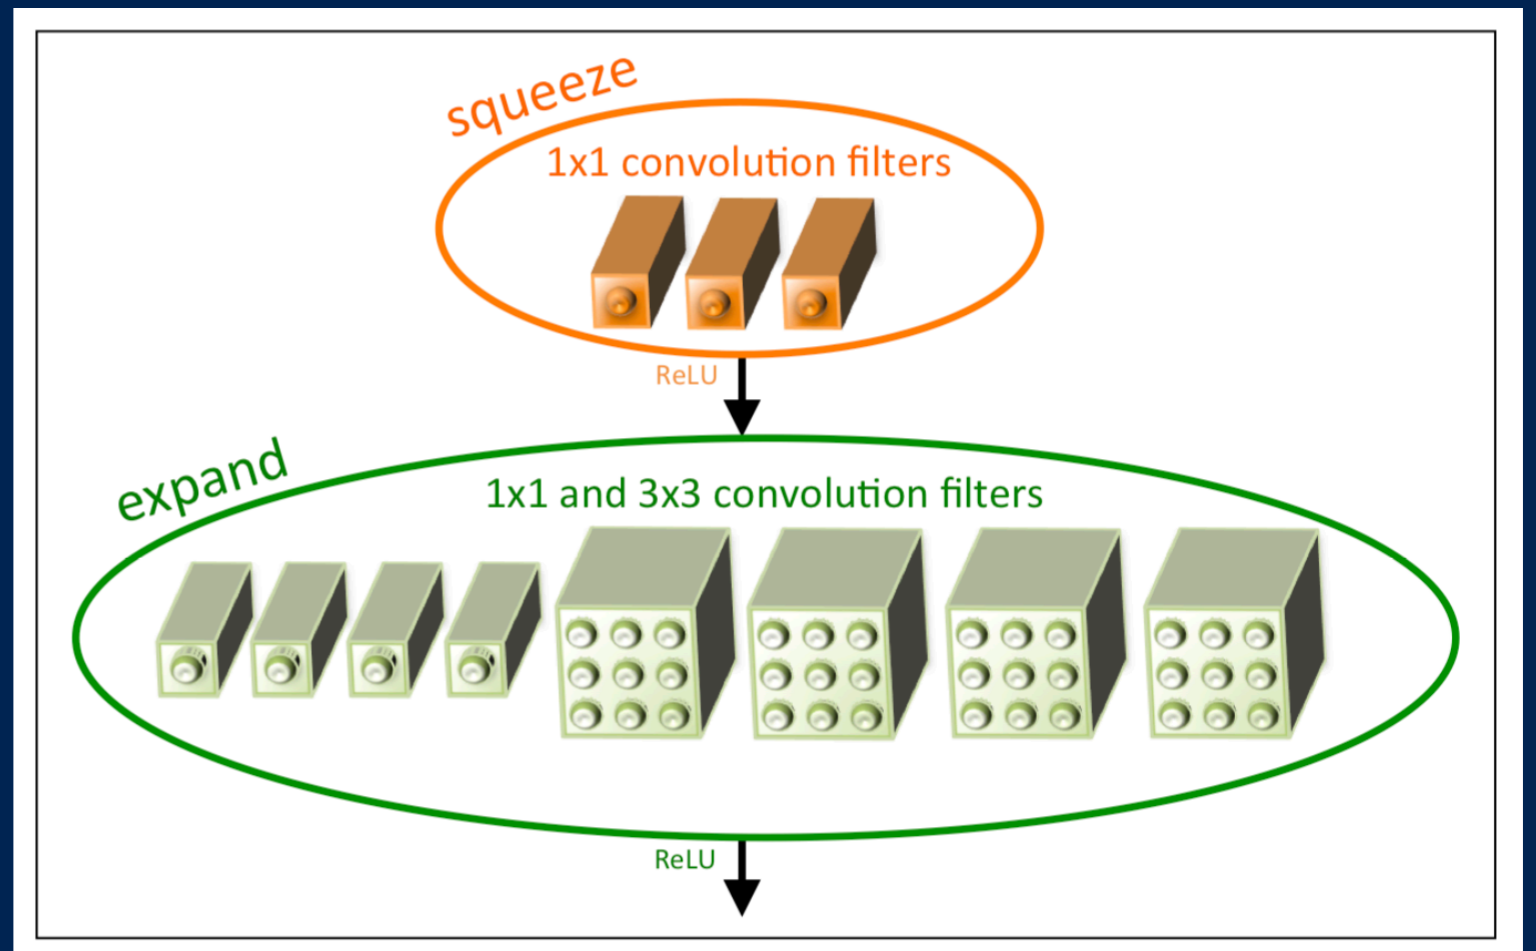 squeeze
1x1 convolution filters
ReLU
expand
1x1 and 3x3 convolution filters
ReLU